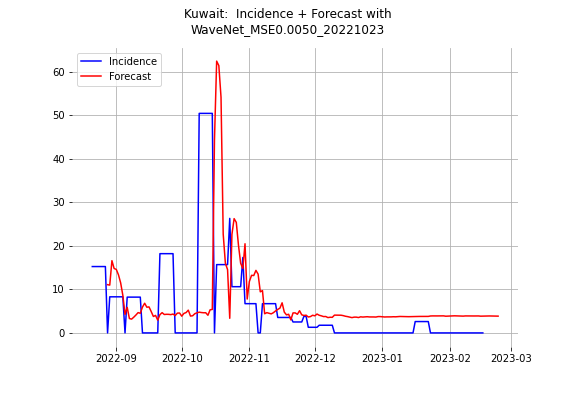 Kuwait:  Incidence + Forecast with
WaveNet_MSE0.0050_20221023
Incidence
Forecast
60
50
40
30
20
10
0
2022-09 2022-10 2022-11 2022-12 2023-01 2023-02 2023-03